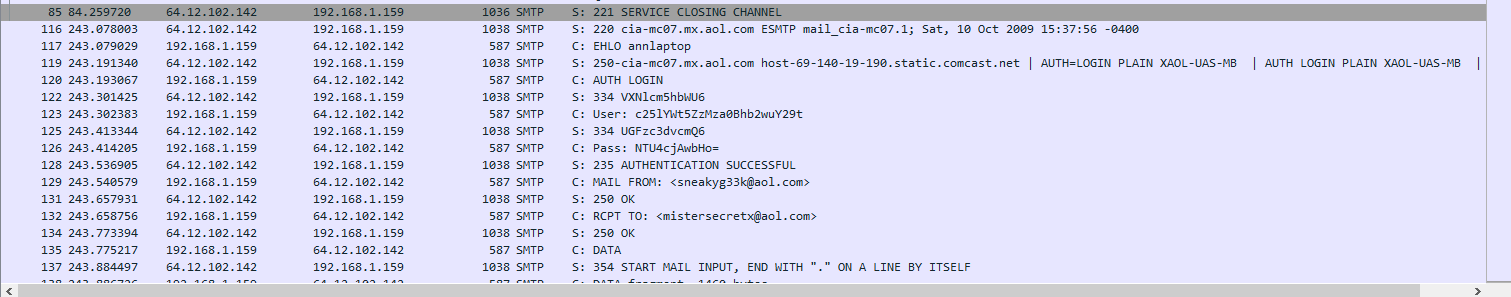 85 84.259720 64.12.102.142 192.168.1.159 1036 SMTP S: 221 SERVICE CLOSING CHANNEL
116 243.078003 64.12.102.142 192.168.1.159 1038 SMTP S: 220 cia-mc07.mx.aol.com ESMTP mail_cia-mc07.1; Sat, 10 Oct 2009 15:37:56 -0400
117 243.079029 192.168.1.159 64.12.102.142 587 SMTP C: EHLO annlaptop
119 243.191340 64.12.102.142 192.168.1.159 1038 SMTP S: 250-cia-mc07.mx.aol.com host-69-140-19-190.static.comcast.net | AUTH=LOGIN PLAIN XAOL-UAS-MB | AUTH LOGIN PLAIN XAOL-UAS-MB |
120 243.193067 192.168.1.159 64.12.102.142 587 SMTP C: AUTH LOGIN
122 243.301425 64.12.102.142 192.168.1.159 1038 SMTP S: 334 VXNlcm5hbWU6
123 243.302383 192.168.1.159 64.12.102.142 587 SMTP C: User: c25lYWt5ZzMza0Bhb2wuY29t
125 243.413344 64.12.102.142 192.168.1.159 1038 SMTP S: 334 UGFzc3dvcmQ6
126 243.414205 192.168.1.159 64.12.102.142 587 SMTP C: Pass: NTU4cjAwbHo=
128 243.536905 64.12.102.142 192.168.1.159 1038 SMTP S: 235 AUTHENTICATION SUCCESSFUL
129 243.540579 192.168.1.159 64.12.102.142 587 SMTP C: MAIL FROM: <sneakyg33k@aol.com>
131 243.657931 64.12.102.142 192.168.1.159 1038 SMTP S: 250 OK
132 243.658756 192.168.1.159 64.12.102.142 587 SMTP C: RCPT TO: <mistersecretx@aol.com>
134 243.773394 64.12.102.142 192.168.1.159 1038 SMTP S: 250 OK
135 243.775217 192.168.1.159 64.12.102.142 587 SMTP C: DATA
137 243.884497 64.12.102.142 192.168.1.159 1038 SMTP S: 354 START MAIL INPUT, END WITH "." ON A LINE BY ITSELF